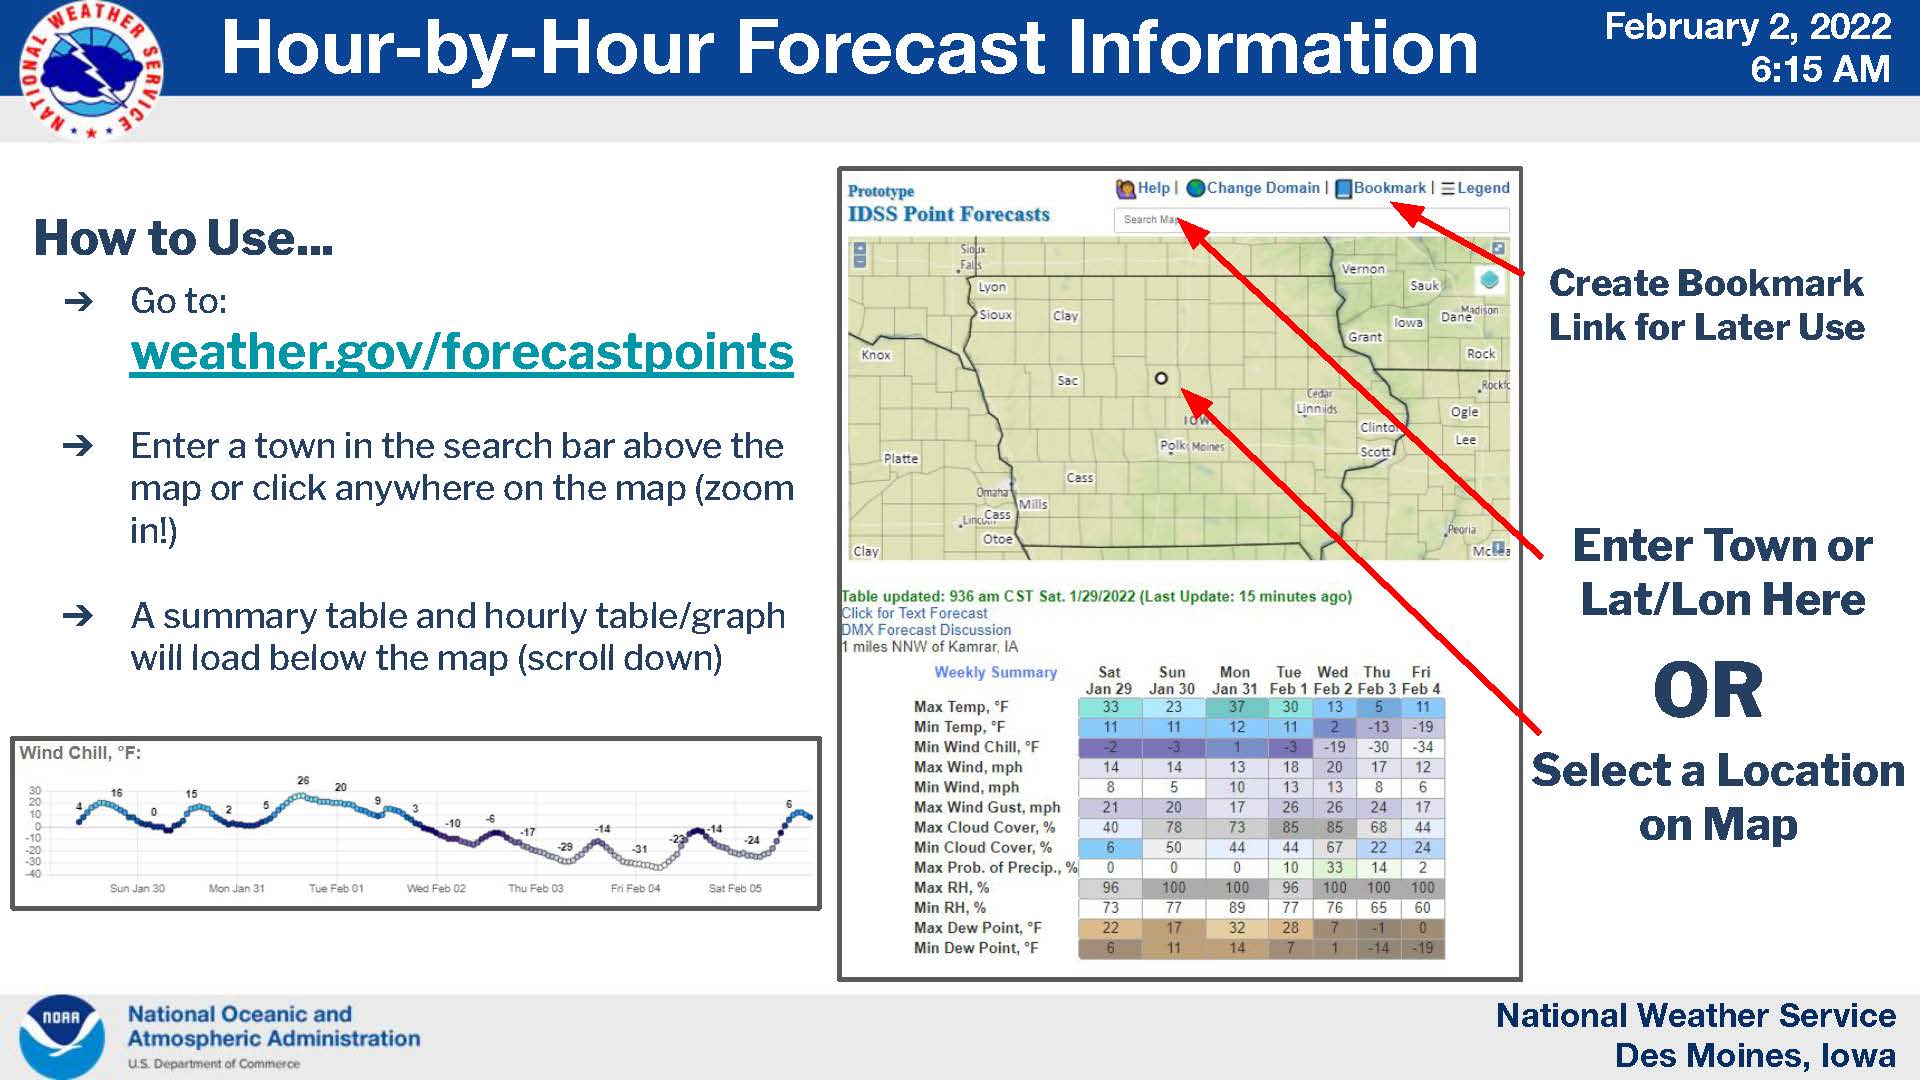 NATIONAL WEATHER SERVICE
Hour-by-Hour Forecast Information
February 2, 2022
6:15 AM
How to Use...
➔ Go to:
weather.gov/forecastpoints
➔ Enter a town in the search bar above the
map or click anywhere on the map (zoom
in!)
➔ A summary table and hourly table/graph
will load below the map (scroll down)
Wind Chill, °F:
30
20
10
0
-10
-20
-30
-40
4 16 0 15 2 5 26 20 9 3 -10 -6 -17 -29 -14 -31 -23 -14 -24 6
Sun Jan 30 Mon Jan 31 Tue Feb 01 Wed Feb 02 Thu Feb 03 Fri Feb 04 Sat Feb 05
Prototype
IDSS Point Forecasts
Help | Change Domain | Bookmark | Legend
Search Map
Sioux
Falls
Lyon
Vernon
Sauk
Sioux
Clay
Iowa
Dane
Madison
Grant
Knox
Rock
Sac
Rockfo
Cedar
Linn
ids
Ogle
Iowa
Clinton
Lee
Polk
Moines
Scott
Platte
Cass
Omaha
Mills
Lincoln
Cass
Peoria
Otoe
Clay
Table updated: 936 am CST Sat. 1/29/2022 (Last Update: 15 minutes ago)
Click for Text Forecast
DMX Forecast Discussion
1 miles NNW of Kamrar, IA
Weekly Summary Sat Sun Mon Tue Wed Thu Fri
Jan 29 Jan 30 Jan 31 Feb 1 Feb 2 Feb 3 Feb 4
Max Temp, °F 33 23 37 30 13 5 11
Min Temp, °F 11 11 12 11 2 -13 -19
Min Wind Chill, °F -2 -3 1 -3 -19 -30 -34
Max Wind, mph 14 14 13 18 20 17 12
Min Wind, mph 8 5 10 13 13 8 6
Max Wind Gust, mph 21 20 17 26 26 24 17
Max Cloud Cover, % 40 78 73 85 85 68 44
Min Cloud Cover, % 6 50 44 44 67 22 24
Max Prob. of Precip., % 0 0 0 10 33 14 2
Max RH, % 96 100 100 96 100 100 100
Min RH, % 73 77 89 77 76 65 60
Max Dew Point, °F 22 17 32 28 7 -1 0
Min Dew Point, °F 6 11 14 7 1 -14 -19
Create Bookmark
Link for Later Use
Enter Town or
Lat/Lon Here
OR
Select a Location
on Map
NOAA
National Oceanic and
Atmospheric Administration
U.S. Department of Commerce
National Weather Service
Des Moines, Iowa